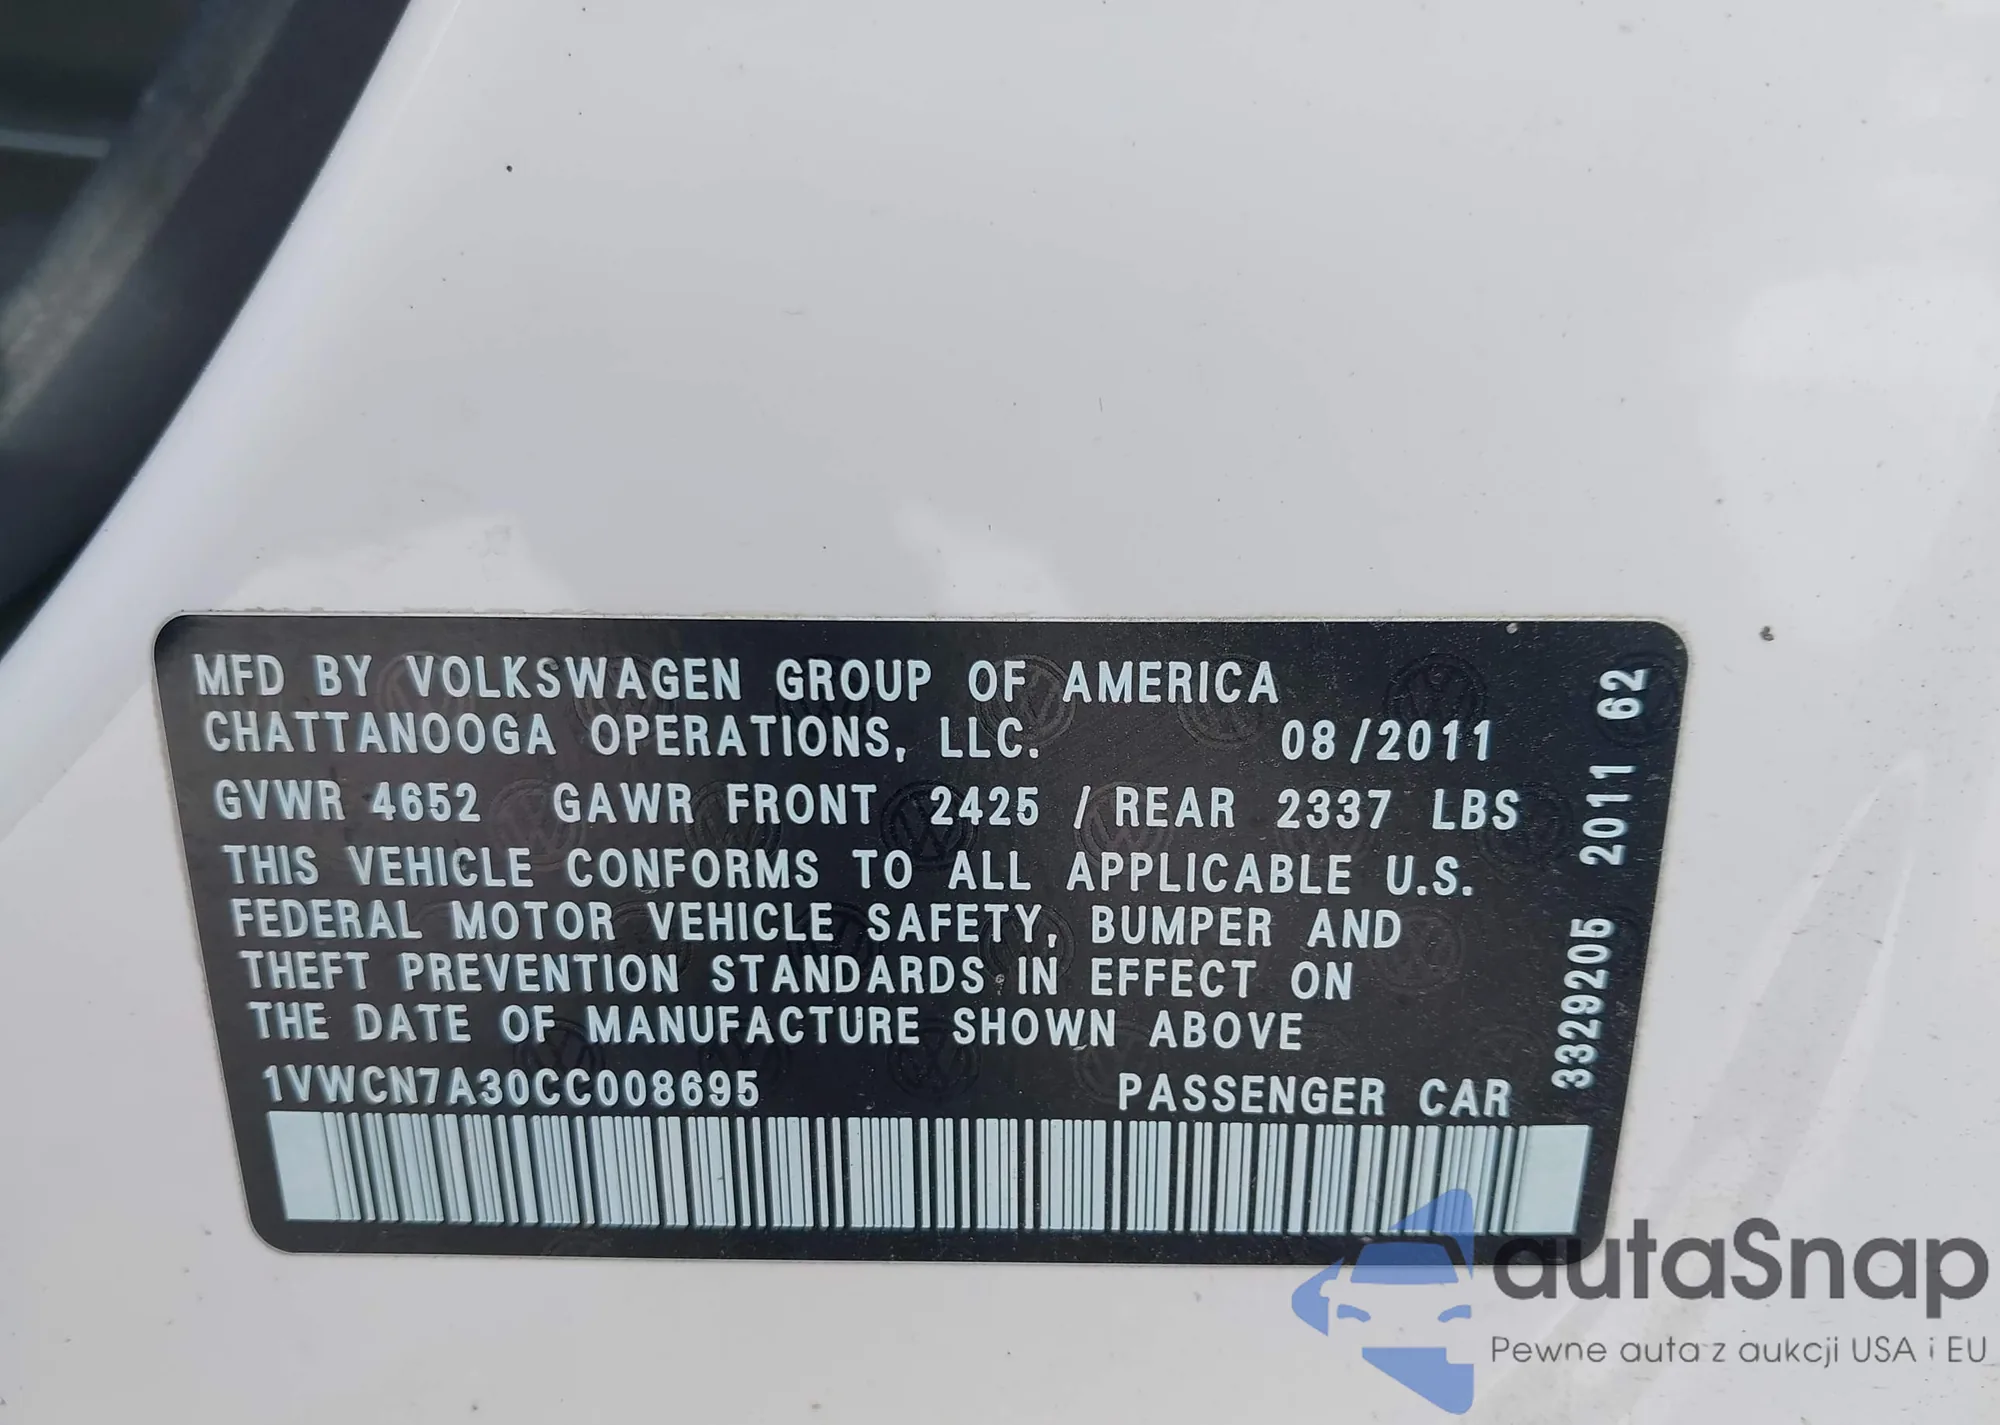 MFD BY VOLKSWAGEN GROUP OF AMERICA
CHATTANOOGA OPERATIONS, LLC. 08/2011
GVWR 4652 GAWR FRONT 2425 / REAR 2337 LBS
THIS VEHICLE CONFORMS TO ALL APPLICABLE U.S.
FEDERAL MOTOR VEHICLE SAFETY, BUMPER AND
THEFT PREVENTION STANDARDS IN EFFECT ON
THE DATE OF MANUFACTURE SHOWN ABOVE
1VWCN7A30CC008695 PASSENGER CAR
3329205 2011 62
autaSnap
Pewne auta z aukcji USA i EU